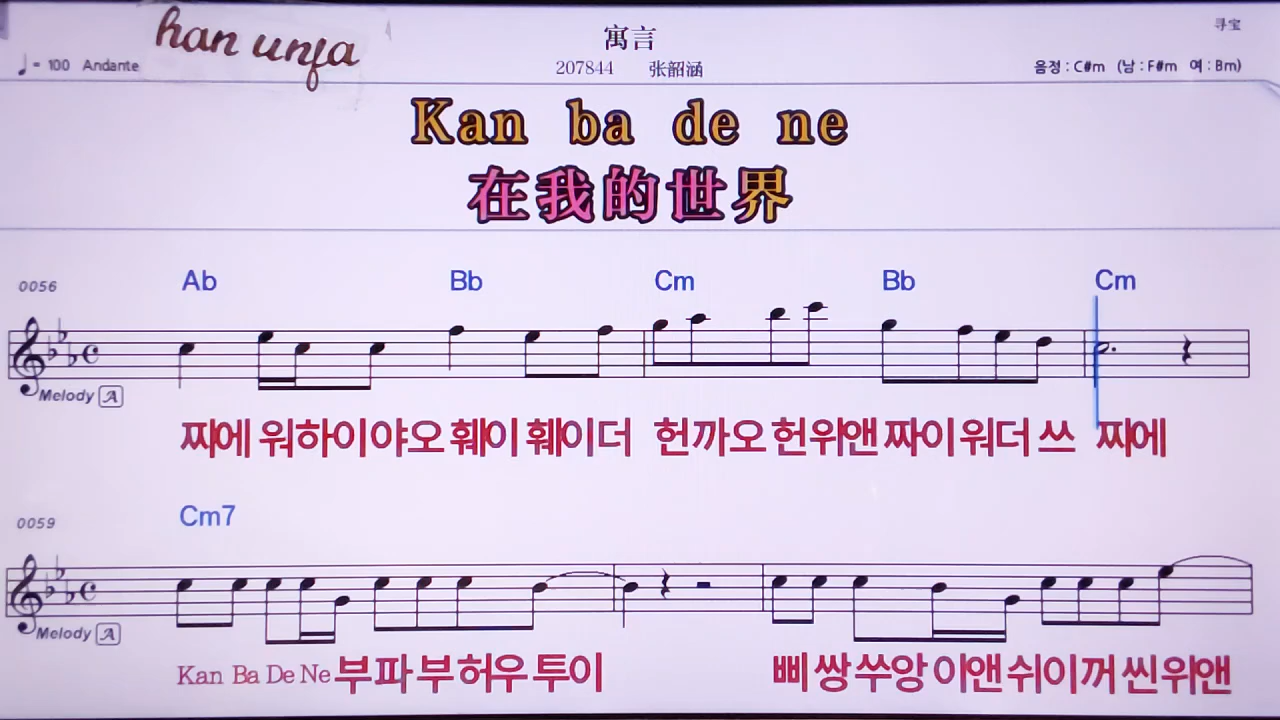 han unfa
寓言
寻宝
♩= 100 Andante
207844 张韶涵
음정 : C#m (남 : F#m 여 : Bm)
Kan ba de ne
在我的世界
0056
Ab Bb Cm Bb Cm
Melody A
찌에 워하이야오 훼이 훼이더 헌까오 헌위앤 짜이워더 쓰 찌에
0059
Cm7
Melody A
Kan Ba De Ne 부파 부 허우 투이 삐 쌍 쑤앙 이앤 쉬이 꺼 씬 위앤